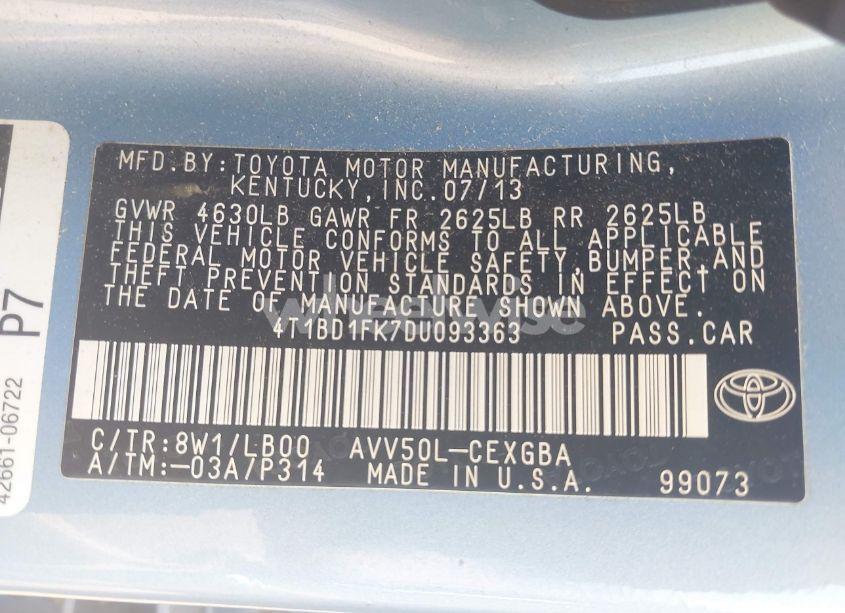 MFD.BY:TOYOTA MOTOR MANUFACTURING,
KENTUCKY,INC.07/13
GVWR 4630LB GAWR FR 2625LB RR 2625LB
THIS VEHICLE CONFORMS TO ALL APPLICABLE
FEDERAL MOTOR VEHICLE SAFETY,BUMPER,AND
THEFT PREVENTION STANDARDS IN EFFECT ON
THE DATE OF MANUFACTURE SHOWN ABOVE.
4T1BD1FK7DU093363 PASS.CAR
C/TR:8W1/LB00 AVV50L-CEXGBA
A/TM:-03A/P314 MADE IN U.S.A. 99073
P7
42661-06722